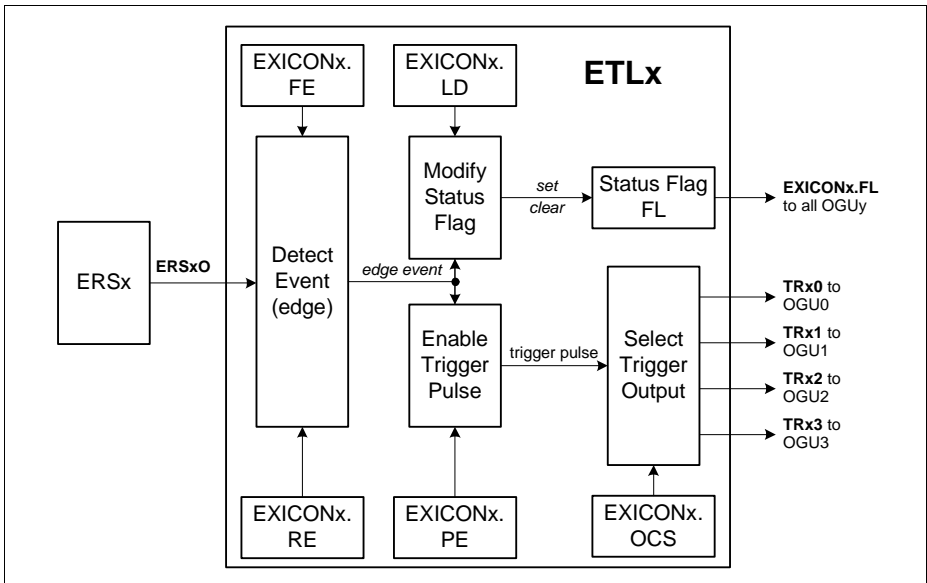 EXICONx.
FE
EXICONx.
LD
ETLx
Modify
Status
Flag
set
clear
Status Flag
FL
EXICONx.FL
to all OGUy
ERSx
ERSxO
Detect
Event
(edge)
edge event
Enable
Trigger
Pulse
trigger pulse
Select
Trigger
Output
TRx0 to
OGU0
TRx1 to
OGU1
TRx2 to
OGU2
TRx3 to
OGU3
EXICONx.
RE
EXICONx.
PE
EXICONx.
OCS